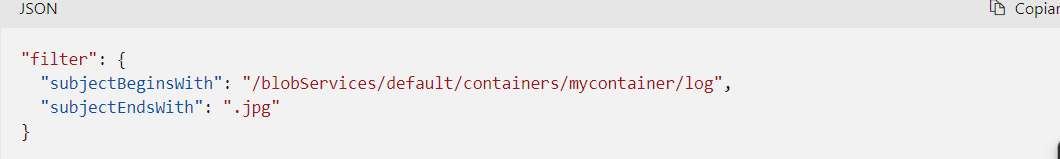 JSON
Copiar
"filter": {
  "subjectBeginsWith": "/blobServices/default/containers/mycontainer/log",
  "subjectEndsWith": ".jpg"
}